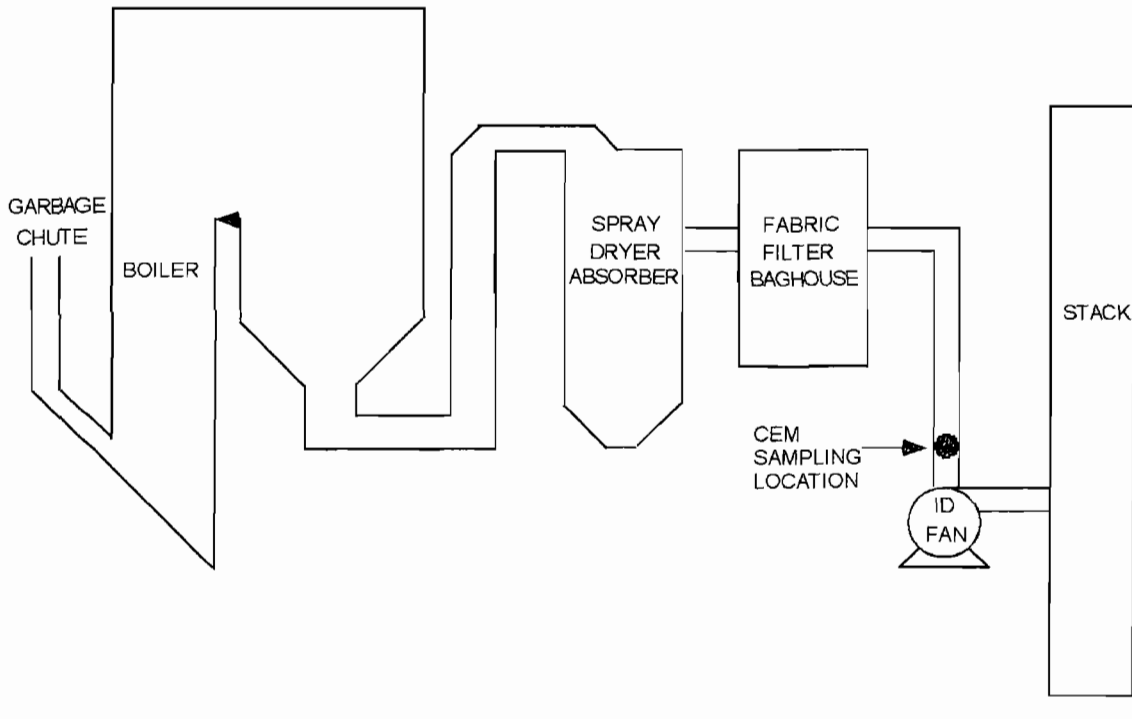 GARBAGE
CHUTE
BOILER
SPRAY
DRYER
ABSORBER
FABRIC
FILTER
BAGHOUSE
CEM
SAMPLING
LOCATION
ID
FAN
STACK